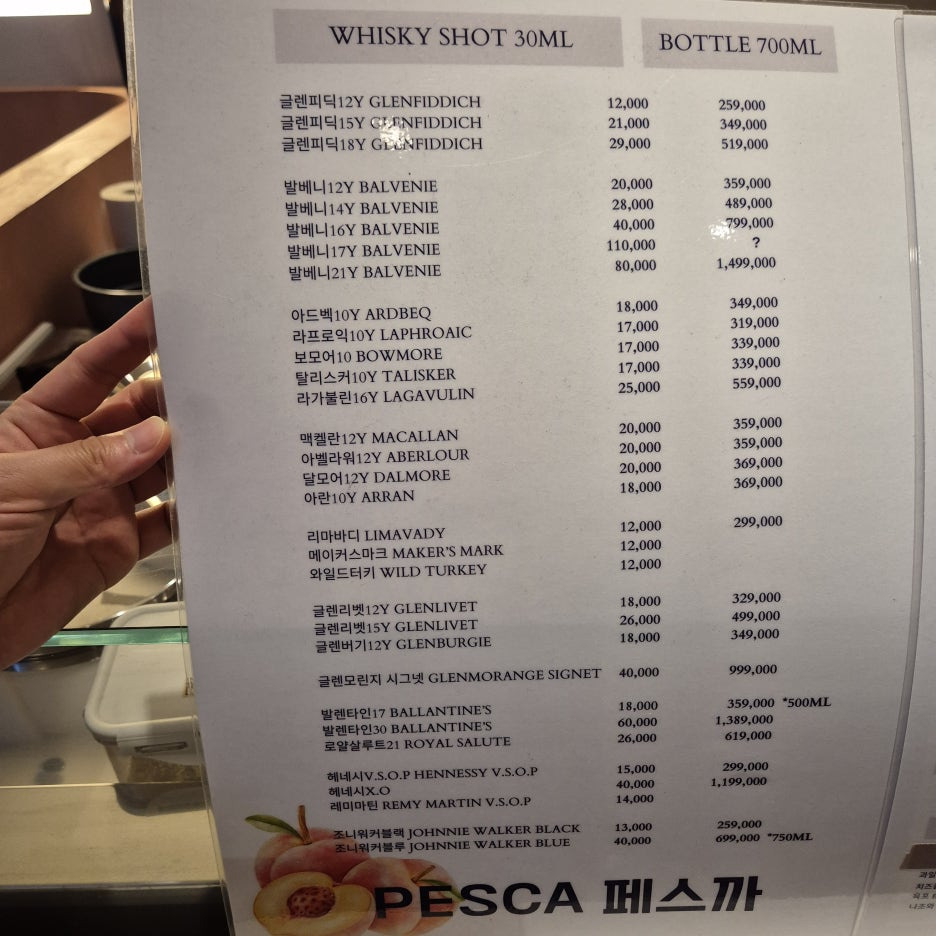 WHISKY SHOT 30ML BOTTLE 700ML
글렌피딕12Y GLENFIDDICH 12,000 259,000
글렌피딕15Y GLENFIDDICH 21,000 349,000
글렌피딕18Y GLENFIDDICH 29,000 519,000
발베니12Y BALVENIE 20,000 359,000
발베니14Y BALVENIE 28,000 489,000
발베니16Y BALVENIE 40,000 799,000
발베니17Y BALVENIE 110,000 ?
발베니21Y BALVENIE 80,000 1,499,000
아드벡10Y ARDBEQ 18,000 349,000
라프로익10Y LAPHROAIC 17,000 319,000
보모어10 BOWMORE 17,000 339,000
탈리스커10Y TALISKER 17,000 339,000
라가불린16Y LAGAVULIN 25,000 559,000
맥켈란12Y MACALLAN 20,000 359,000
아벨라워12Y ABERLOUR 20,000 359,000
달모어12Y DALMORE 20,000 369,000
아란10Y ARRAN 18,000 369,000
리마바디 LIMAVADY 12,000 299,000
메이커스마크 MAKER'S MARK 12,000
와일드터키 WILD TURKEY 12,000
글렌리벳12Y GLENLIVET 18,000 329,000
글렌리벳15Y GLENLIVET 26,000 499,000
글렌버기12Y GLENBURGIE 18,000 349,000
글렌모린지 시그넷 GLENMORANGE SIGNET 40,000 999,000
발렌타인17 BALLANTINE'S 18,000 359,000 *500ML
발렌타인30 BALLANTINE'S 60,000 1,389,000
로얄살루트21 ROYAL SALUTE 26,000 619,000
헤네시V.S.O.P HENNESSY V.S.O.P 15,000 299,000
헤네시X.O 40,000 1,199,000
레미마틴 REMY MARTIN V.S.O.P 14,000
조니워커블랙 JOHNNIE WALKER BLACK 13,000 259,000
조니워커블루 JOHNNIE WALKER BLUE 40,000 699,000 *750ML
PESCA 페스까
과일